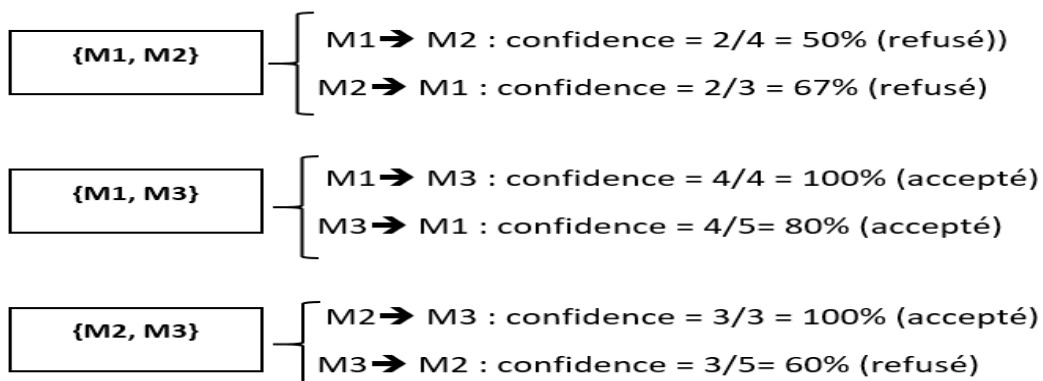 {M1, M2}
M1➔ M2 : confidence = 2/4 = 50% (refusé))
M2➔ M1 : confidence = 2/3 = 67% (refusé)
{M1, M3}
M1➔ M3 : confidence = 4/4 = 100% (accepté)
M3➔ M1 : confidence = 4/5= 80% (accepté)
{M2, M3}
M2➔ M3 : confidence = 3/3 = 100% (accepté)
M3➔ M2 : confidence = 3/5= 60% (refusé)